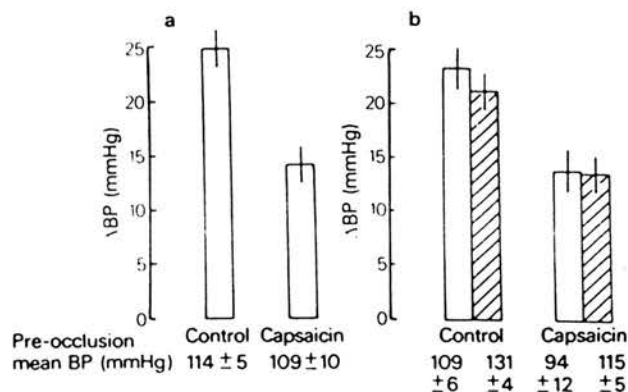 a
b
ΔBP (mmHg)
25
20
15
10
5
0
ΔBP (mmHg)
25
20
15
10
5
0
Pre-occlusion
mean BP (mmHg)
Control Capsaicin
114 ± 5 109 ± 10
Control Capsaicin
109 131 94 115
± 6 ± 4 ± 12 ± 5